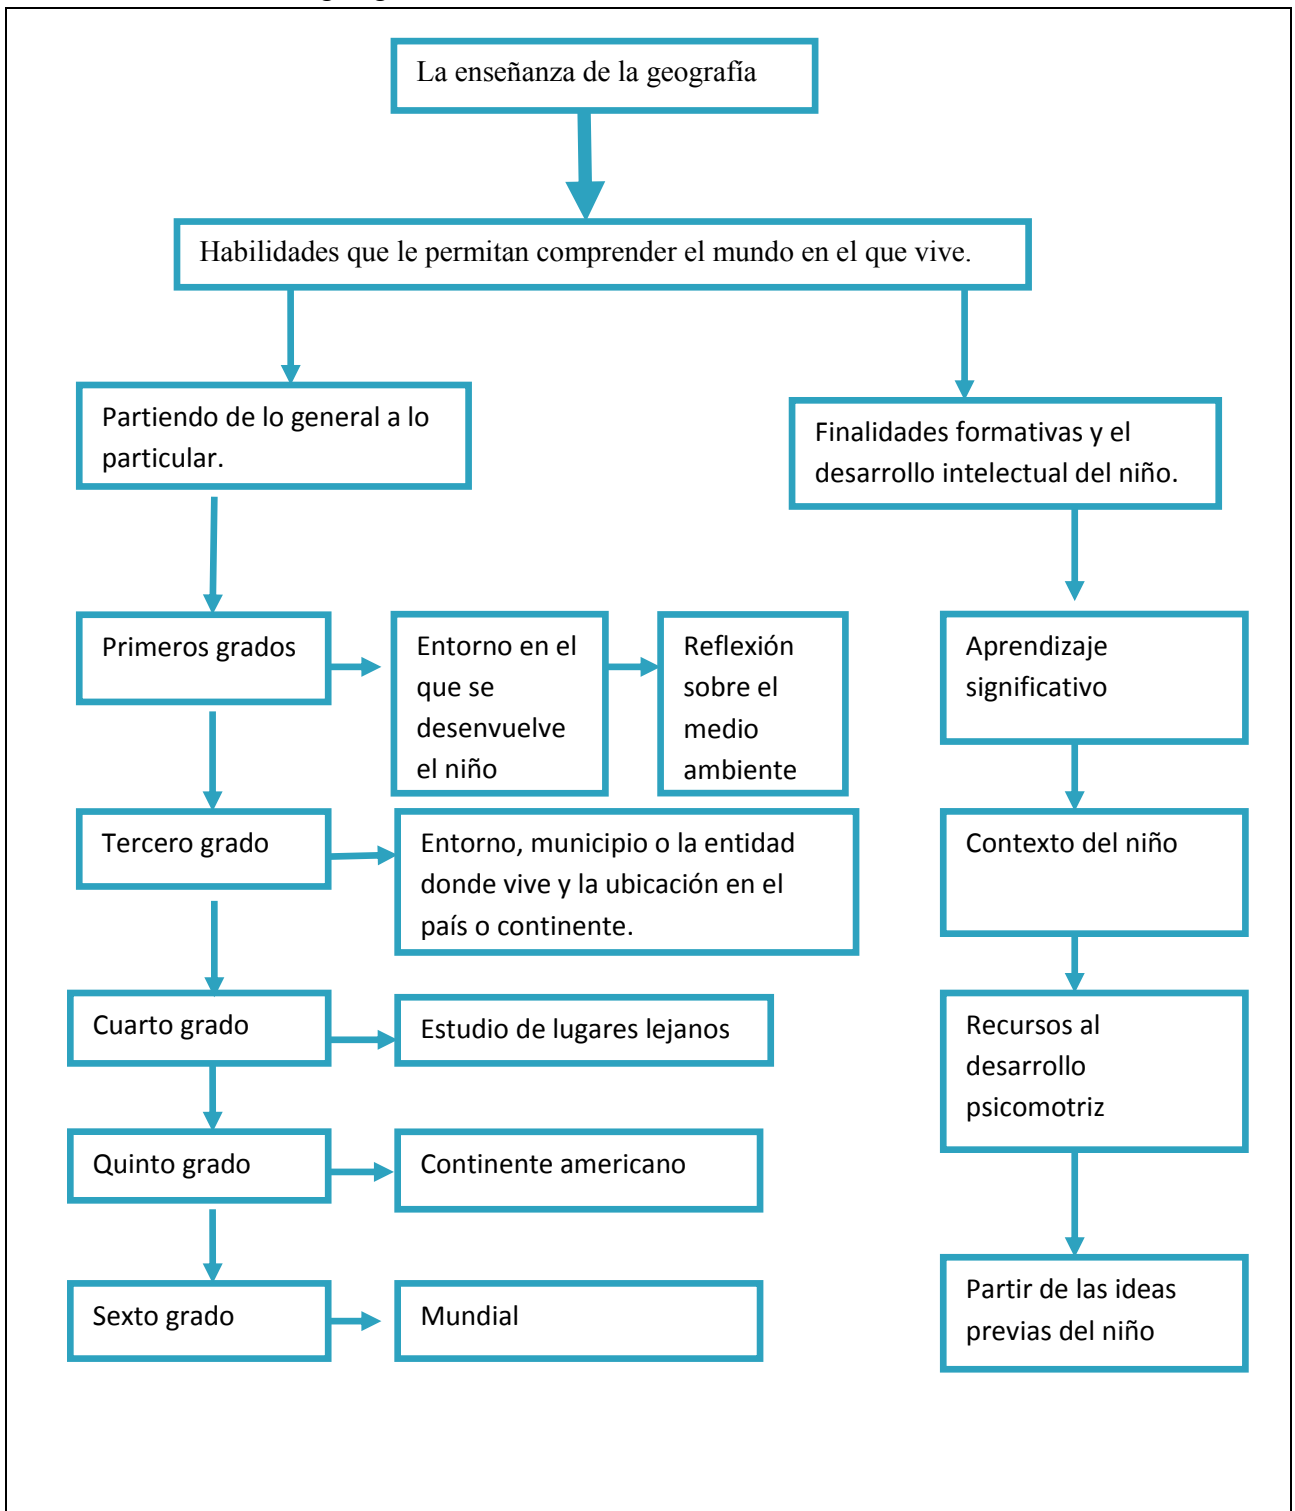 La enseñanza de la geografía
Habilidades que le permitan comprender el mundo en el que vive.
Partiendo de lo general a lo
particular.
Finalidades formativas y el
desarrollo intelectual del niño.
Primeros grados
Entorno en el
que se
desenvuelve
el niño
Reflexión
sobre el
medio
ambiente
Aprendizaje
significativo
Tercero grado
Entorno, municipio o la entidad
donde vive y la ubicación en el
país o continente.
Contexto del niño
Cuarto grado
Estudio de lugares lejanos
Recursos al
desarrollo
psicomotriz
Quinto grado
Continente americano
Sexto grado
Mundial
Partir de las ideas
previas del niño